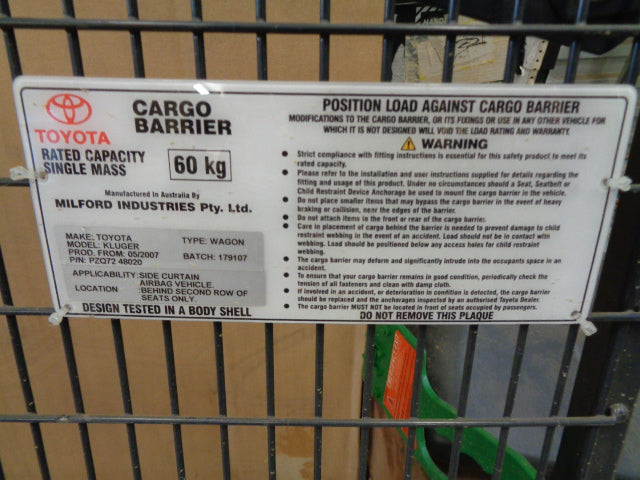 HANDL
TOYOTA
CARGO
BARRIER
RATED CAPACITY
SINGLE MASS
60 kg
Manufactured in Australia By
MILFORD INDUSTRIES Pty. Ltd.
MAKE: TOYOTA
MODEL: KLUGER
TYPE: WAGON
PROD. FROM: 05/2007
P/N: PZQ72 48020
BATCH: 179107
APPLICABILITY: SIDE CURTAIN
AIRBAG VEHICLE.
LOCATION :BEHIND SECOND ROW OF
SEATS ONLY
DESIGN TESTED IN A BODY SHELL
POSITION LOAD AGAINST CARGO BARRIER
MODIFICATIONS TO THE CARGO BARRIER, OR ITS FIXINGS OR USE IN ANY OTHER VEHICLE FOR
WHICH IT IS NOT DESIGNED WILL VOID THE LOAD RATING AND WARRANTY.
WARNING
• Strict compliance with fitting instructions is essential for this safety product to meet its
rated capacity.
• Please refer to the installation and user instructions supplied for details regarding the
fitting and usage of this product. Under no circumstances should a Seat, Seatbelt or
Child Restraint Device Anchorage be used to mount the cargo barrier in the vehicle.
• Do not place smaller items that may bypass the cargo barrier in the event of heavy
braking or collision, near the edges of the barrier.
• Do not attach items to the front or rear of the cargo barrier.
• Care in placement of cargo behind the barrier is needed to prevent damage to child
restraint webbing in the event of an accident. Load should not be in contact with
webbing. Load should be positioned below any access holes for child restraint
webbing.
• The cargo barrier may deform and significantly intrude into the occupants space in an
accident.
• To ensure that your cargo barrier remains in good condition, periodically check the
tension of all fasteners and clean with damp cloth.
• If involved in an accident, or deterioration in condition is detected, the cargo barrier
should be replaced and the anchorages inspected by an authorised Toyota Dealer.
• The cargo barrier MUST NOT be located in front of seats occupied by passengers.
DO NOT REMOVE THIS PLAQUE